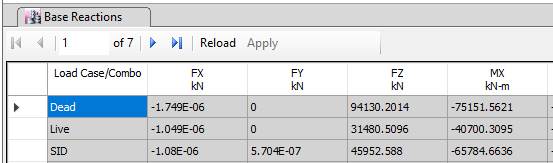 Base Reactions
1 of 7 Reload Apply
Load Case/Combo FX FY FZ MX
kN kN kN kN-m
Dead -1.749E-06 0 94130.2014 -75151.5621
Live -1.049E-06 0 31480.5096 -40700.3095
SID -1.08E-06 5.704E-07 45952.588 -65784.6636